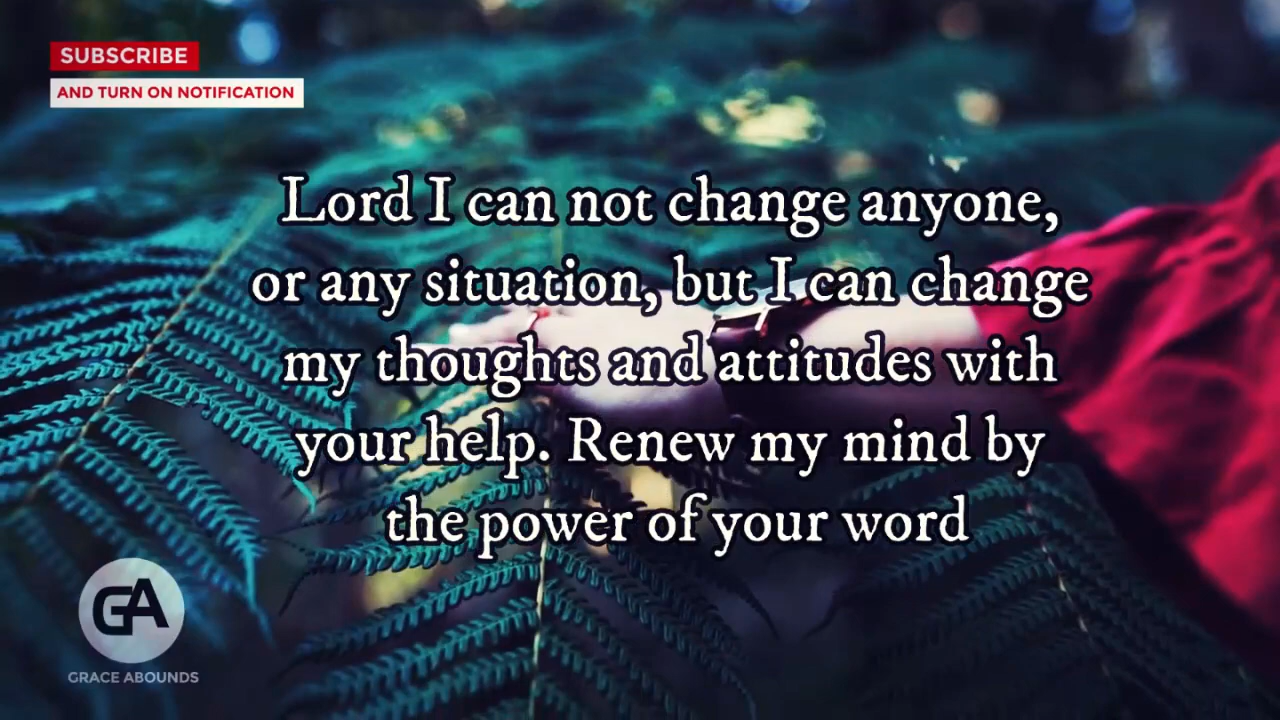 SUBSCRIBE
AND TURN ON NOTIFICATION
Lord I can not change anyone,
or any situation, but I can change
my thoughts and attitudes with
your help. Renew my mind by
the power of your word
GA
GRACE ABOUNDS